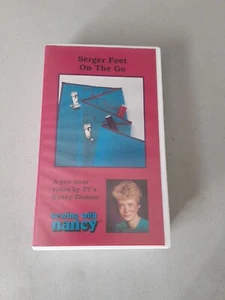 Serger Feet
On The Go
A one hour
video by TV's
Nancy Zieman
sewing with
nancy